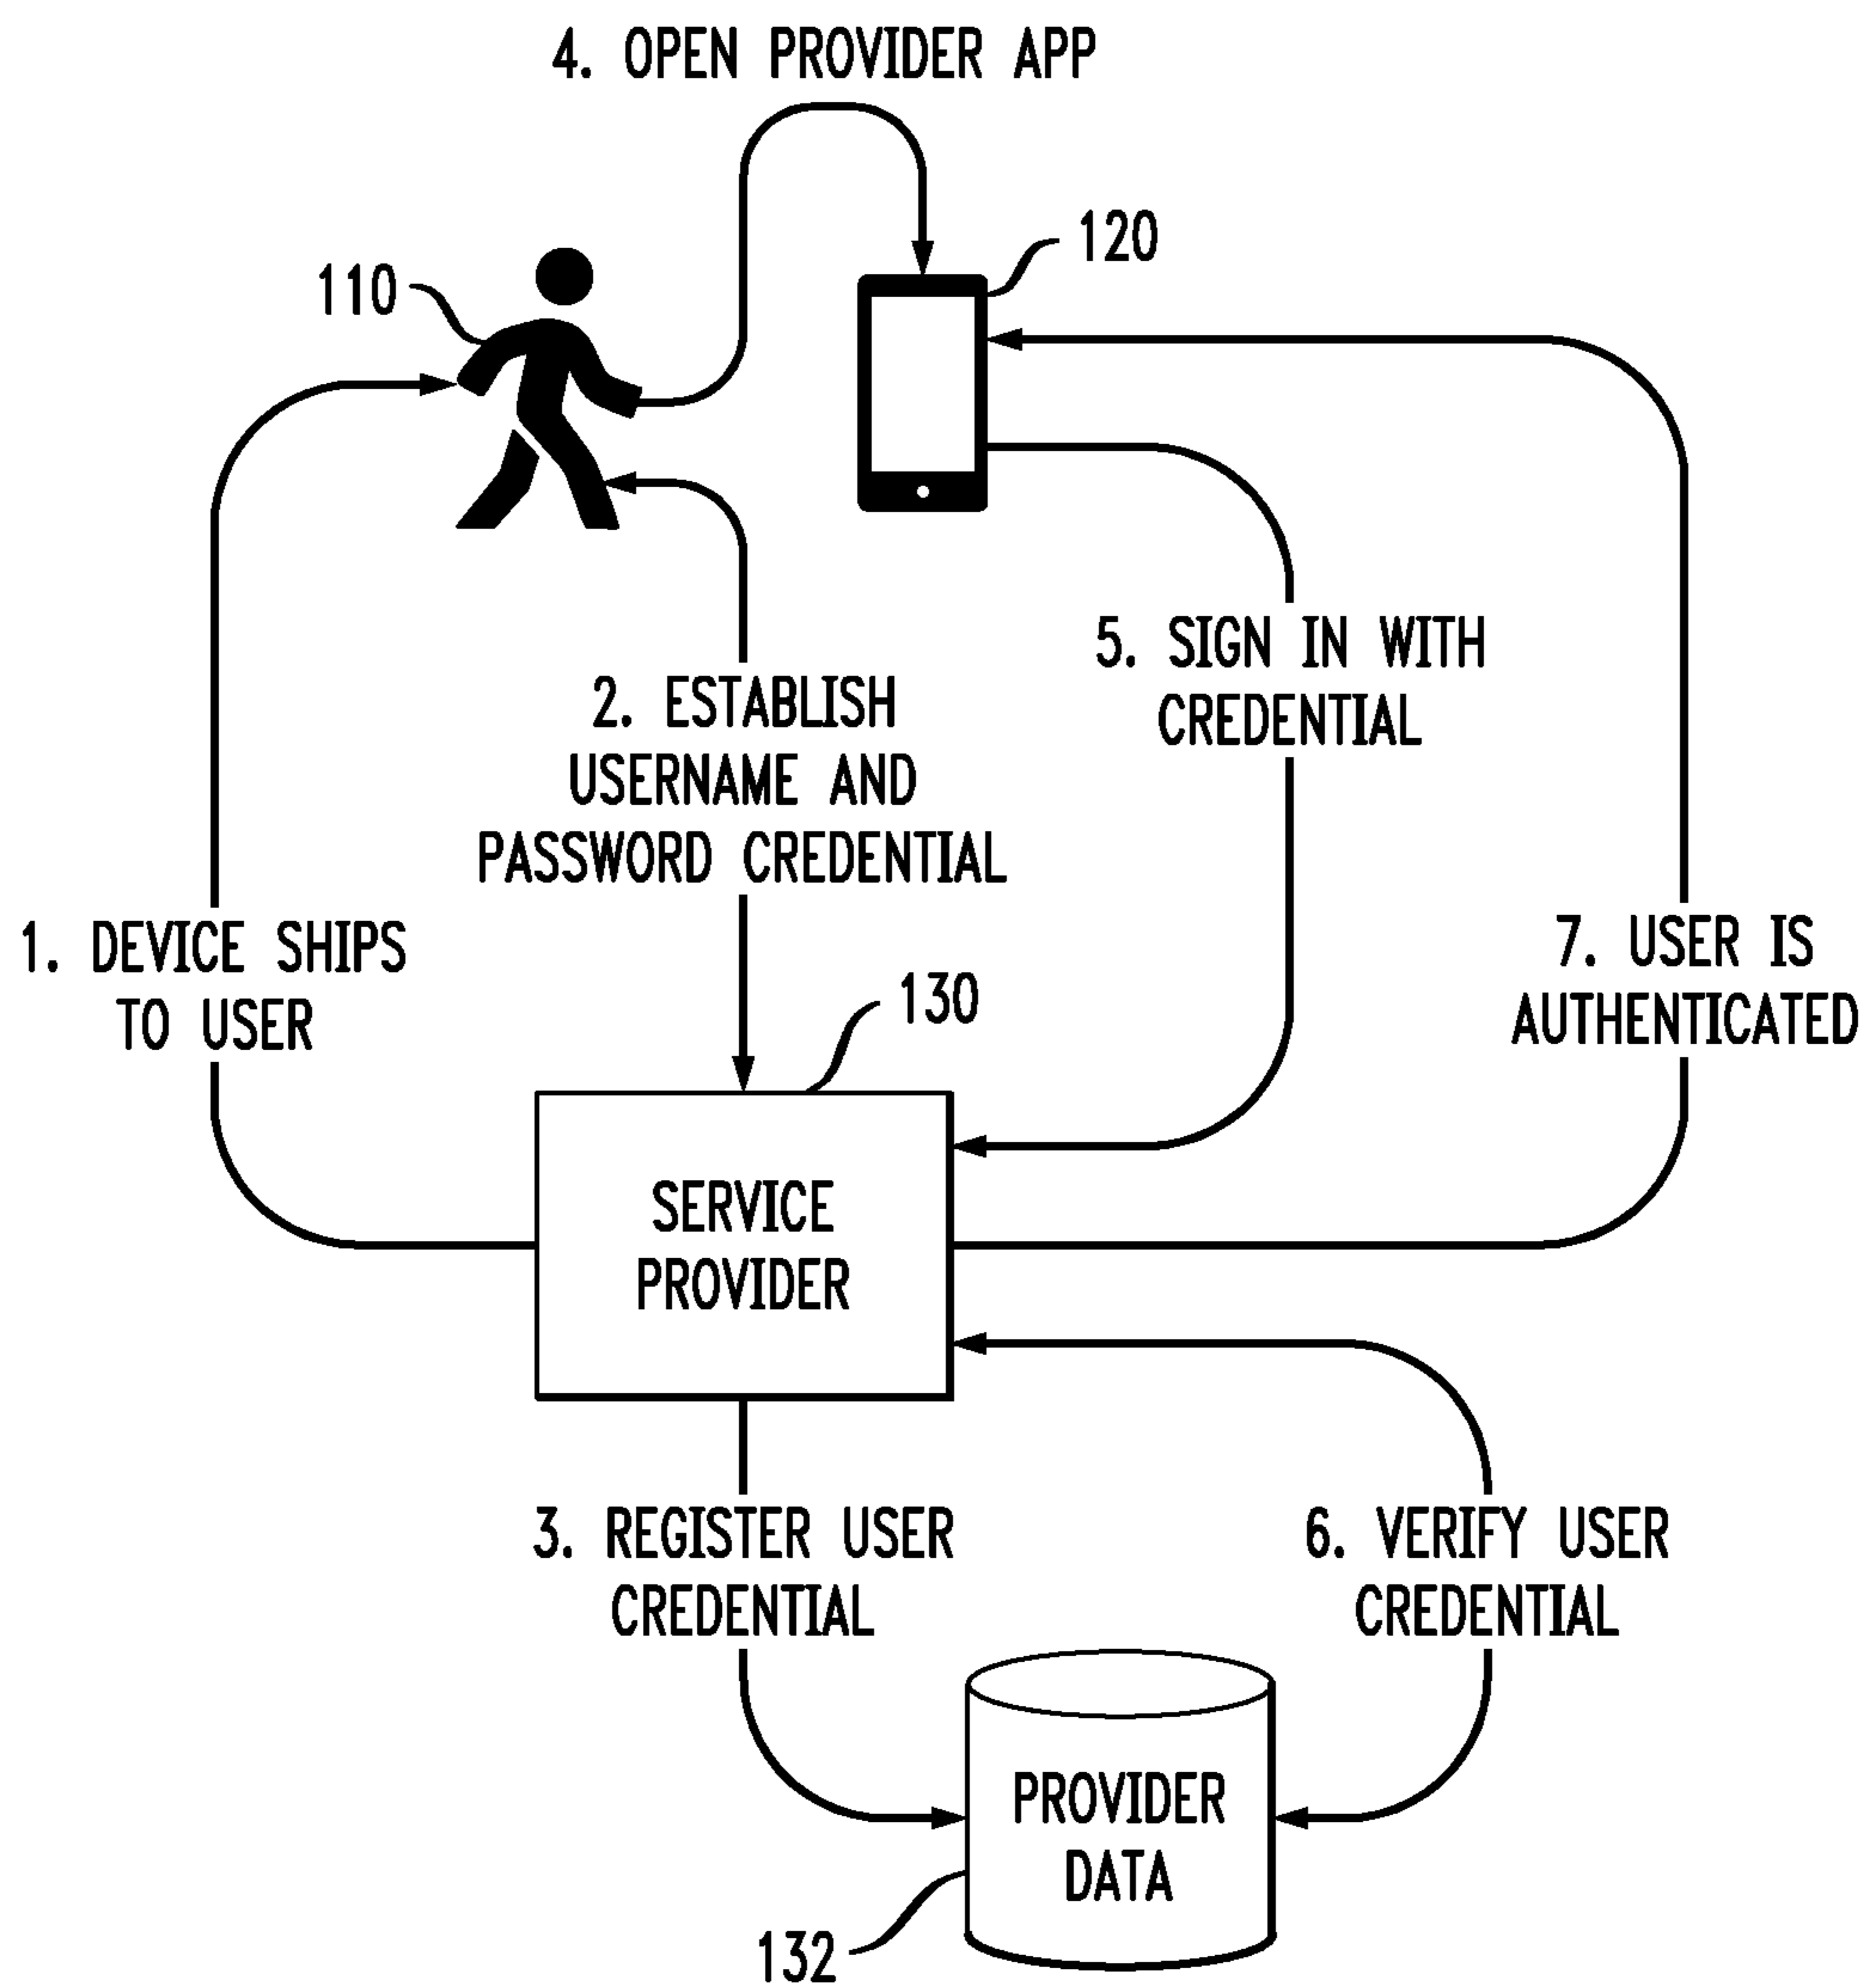 4. OPEN PROVIDER APP
120
110
5. SIGN IN WITH
CREDENTIAL
2. ESTABLISH
USERNAME AND
PASSWORD CREDENTIAL
1. DEVICE SHIPS
TO USER
130
7. USER IS
AUTHENTICATED
SERVICE
PROVIDER
3. REGISTER USER
CREDENTIAL
6. VERIFY USER
CREDENTIAL
PROVIDER
DATA
132